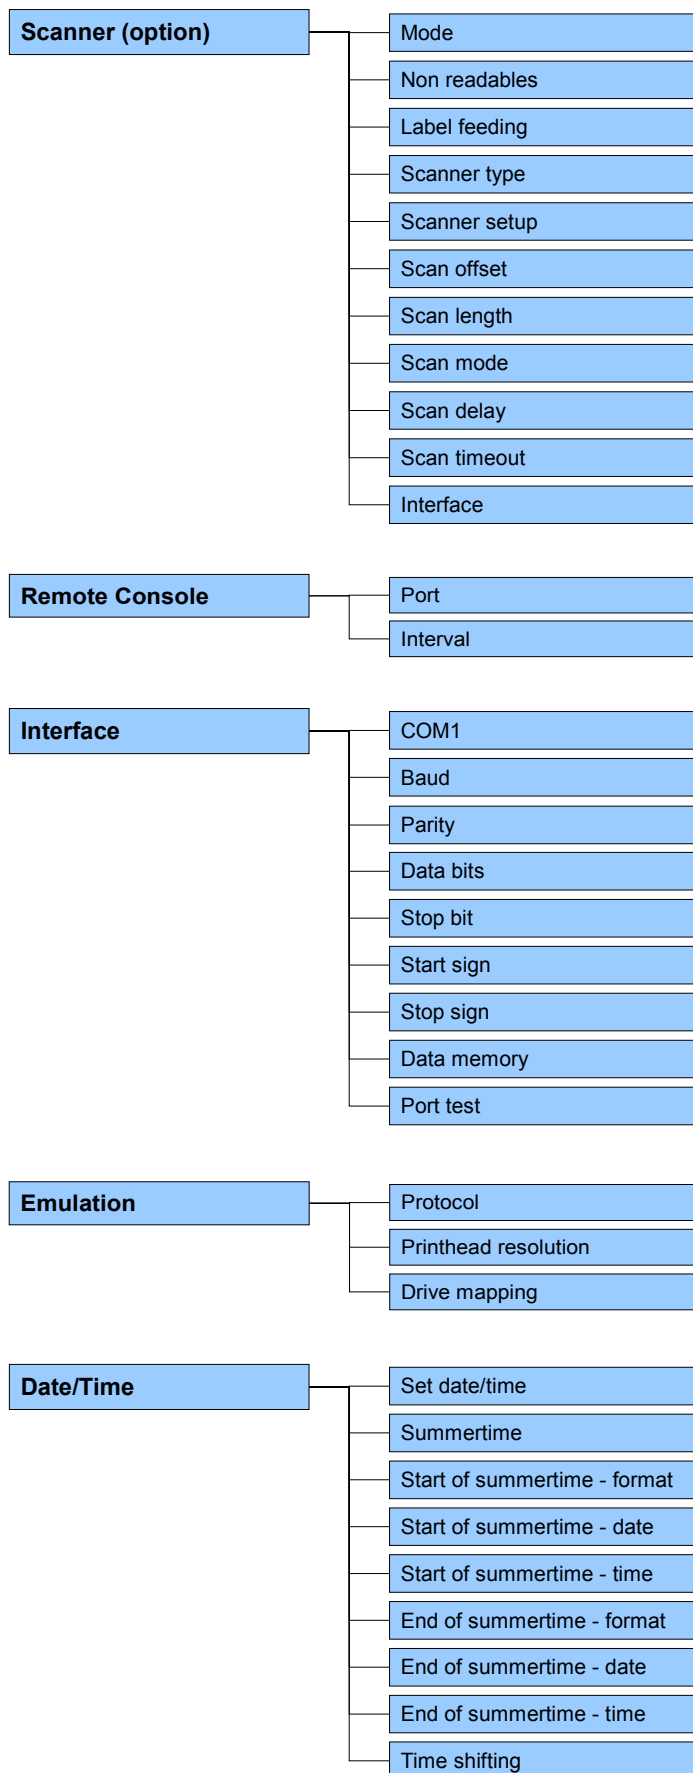 Scanner (option)
Mode
Non readables
Label feeding
Scanner type
Scanner setup
Scan offset
Scan length
Scan mode
Scan delay
Scan timeout
Interface
Remote Console
Port
Interval
Interface
COM1
Baud
Parity
Data bits
Stop bit
Start sign
Stop sign
Data memory
Port test
Emulation
Protocol
Printhead resolution
Drive mapping
Date/Time
Set date/time
Summertime
Start of summertime - format
Start of summertime - date
Start of summertime - time
End of summertime - format
End of summertime - date
End of summertime - time
Time shifting